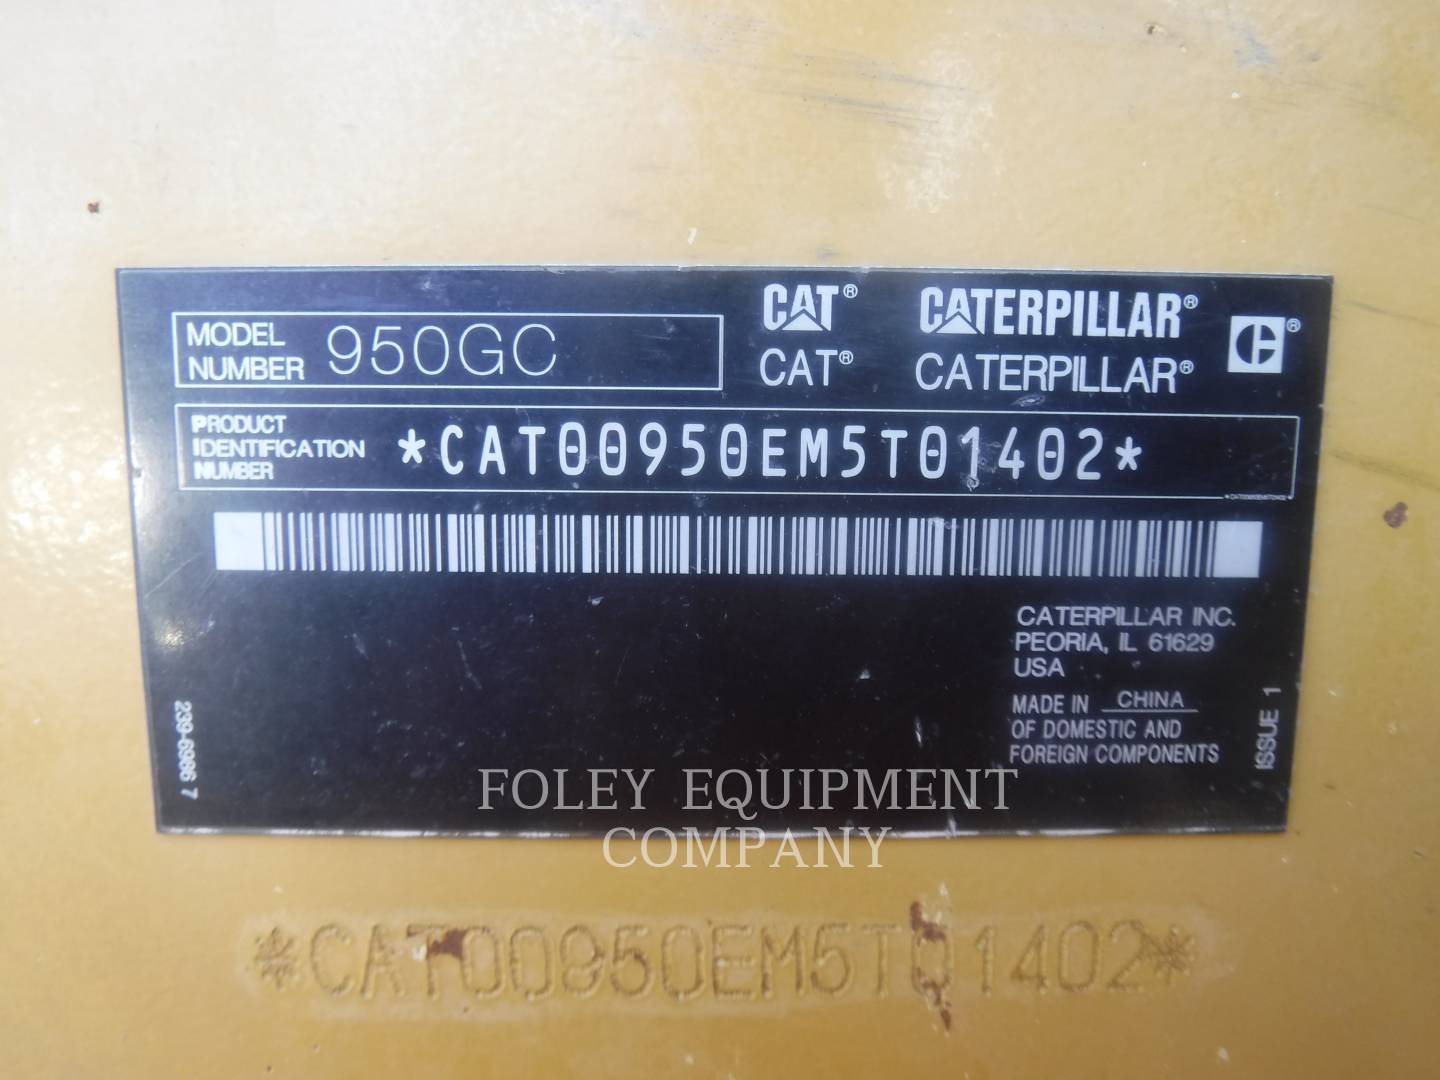 CAT® CATERPILLAR®
MODEL NUMBER 950GC
CAT® CATERPILLAR®
PRODUCT IDENTIFICATION NUMBER *CAT00950EM5T01402*
*CAT00950EM5T01402*
CATERPILLAR INC.
PEORIA, IL 61629
USA
MADE IN CHINA
OF DOMESTIC AND
FOREIGN COMPONENTS
ISSUE 1
239-6986 7
FOLEY EQUIPMENT
COMPANY
*CAT00950EM5T01402*